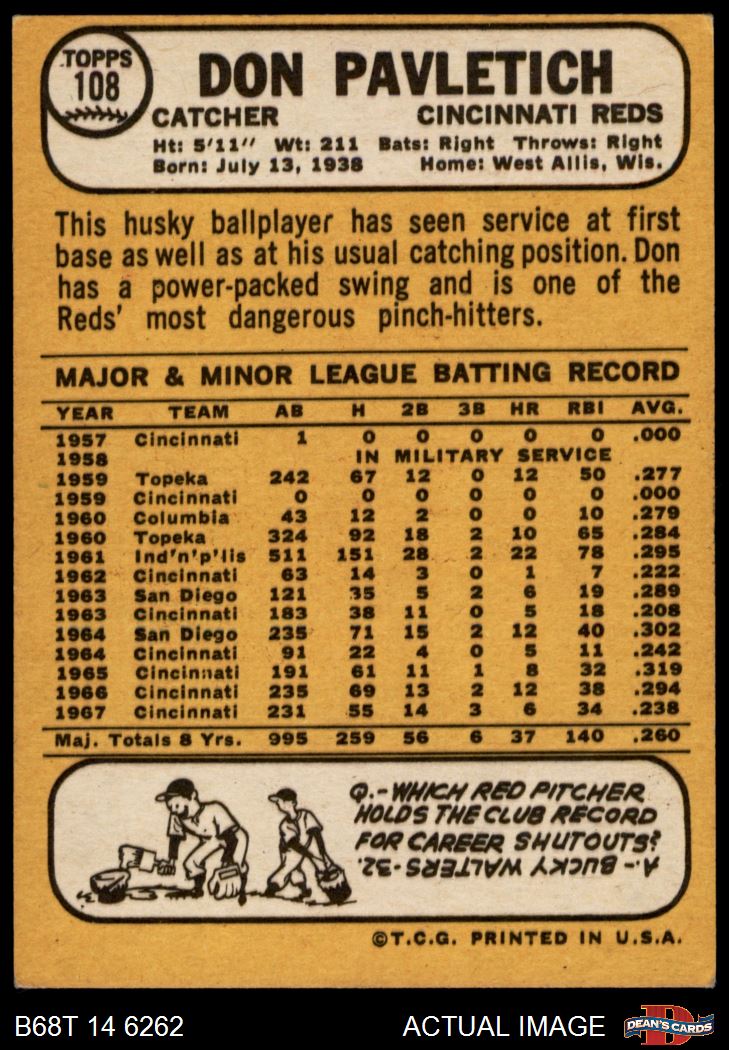 TOPPS
108
DON PAVLETICH
CATCHER CINCINNATI REDS
Ht: 5'11" Wt: 211 Bats: Right Throws: Right
Born: July 13, 1938 Home: West Allis, Wis.
This husky ballplayer has seen service at first
base as well as at his usual catching position. Don
has a power-packed swing and is one of the
Reds' most dangerous pinch-hitters.
MAJOR & MINOR LEAGUE BATTING RECORD
YEAR TEAM AB H 2B 3B HR RBI AVG.
1957 Cincinnati 1 0 0 0 0 0 .000
1958 IN MILITARY SERVICE
1959 Topeka 242 67 12 0 12 50 .277
1959 Cincinnati 0 0 0 0 0 0 .000
1960 Columbia 43 12 2 0 0 10 .279
1960 Topeka 324 92 18 2 10 65 .284
1961 Ind'n'p'lis 511 151 28 2 22 78 .295
1962 Cincinnati 63 14 3 0 1 7 .222
1963 San Diego 121 35 5 2 6 19 .289
1963 Cincinnati 183 38 11 0 5 18 .208
1964 San Diego 235 71 15 2 12 40 .302
1964 Cincinnati 91 22 4 0 5 11 .242
1965 Cincinnati 191 61 11 1 8 32 .319
1966 Cincinnati 235 69 13 2 12 38 .294
1967 Cincinnati 231 55 14 3 6 34 .238
Maj. Totals 8 Yrs. 995 259 56 6 37 140 .260
Q.-WHICH RED PITCHER
HOLDS THE CLUB RECORD
FOR CAREER SHUTOUTS?
A.-BUCKY WALTERS-32.
©T.C.G. PRINTED IN U.S.A.
B68T 14 6262 ACTUAL IMAGE DEAN'S CARDS